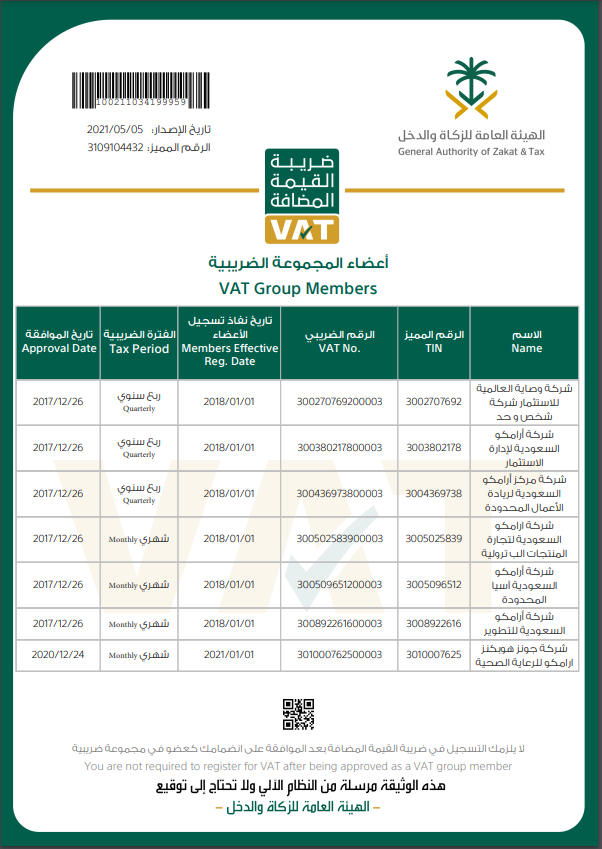 100211034199959
الهيئة العامة للزكاة والدخل
General Authority of Zakat & Tax
تاريخ الإصدار: 2021/05/05
الرقم المميز: 3109104432
ضريبة
القيمة
المضافة
VAT
أعضاء المجموعة الضريبية
VAT Group Members
الاسم الرقم المميز الرقم الضريبي تاريخ نفاذ تسجيل الأعضاء الفترة الضريبية تاريخ الموافقة
Name TIN VAT No. Members Effective Reg. Date Tax Period Approval Date
شركة وصاية العالمية
للاستثمار شركة
شخص و حد
3002707692 300270769200003 2018/01/01 ربع سنوي Quarterly 2017/12/26
شركة أرامكو
السعودية لإدارة
الاستثمار
3003802178 300380217800003 2018/01/01 ربع سنوي Quarterly 2017/12/26
شركة مركز أرامكو
السعودية لريادة
الأعمال المحدودة
3004369738 300436973800003 2018/01/01 ربع سنوي Quarterly 2017/12/26
شركة ارامكو
السعودية لتجارة
المنتجات الب ترولية
3005025839 300502583900003 2018/01/01 شهري Monthly 2017/12/26
شركة أرامكو
السعودية آسيا
المحدودة
3005096512 300509651200003 2018/01/01 شهري Monthly 2017/12/26
شركة أرامكو
السعودية للتطوير
3008922616 300892261600003 2018/01/01 شهري Monthly 2017/12/26
شركة جونز هوبكنز
ارامكو للرعاية الصحية
3010007625 301000762500003 2021/01/01 شهري Monthly 2020/12/24
لا يلزمك التسجيل في ضريبة القيمة المضافة بعد الموافقة على انضمامك كعضو في مجموعة ضريبية
You are not required to register for VAT after being approved as a VAT group member
هذه الوثيقة مرسلة من النظام الآلي ولا تحتاج إلى توقيع
– الهيئة العامة للزكاة والدخل –